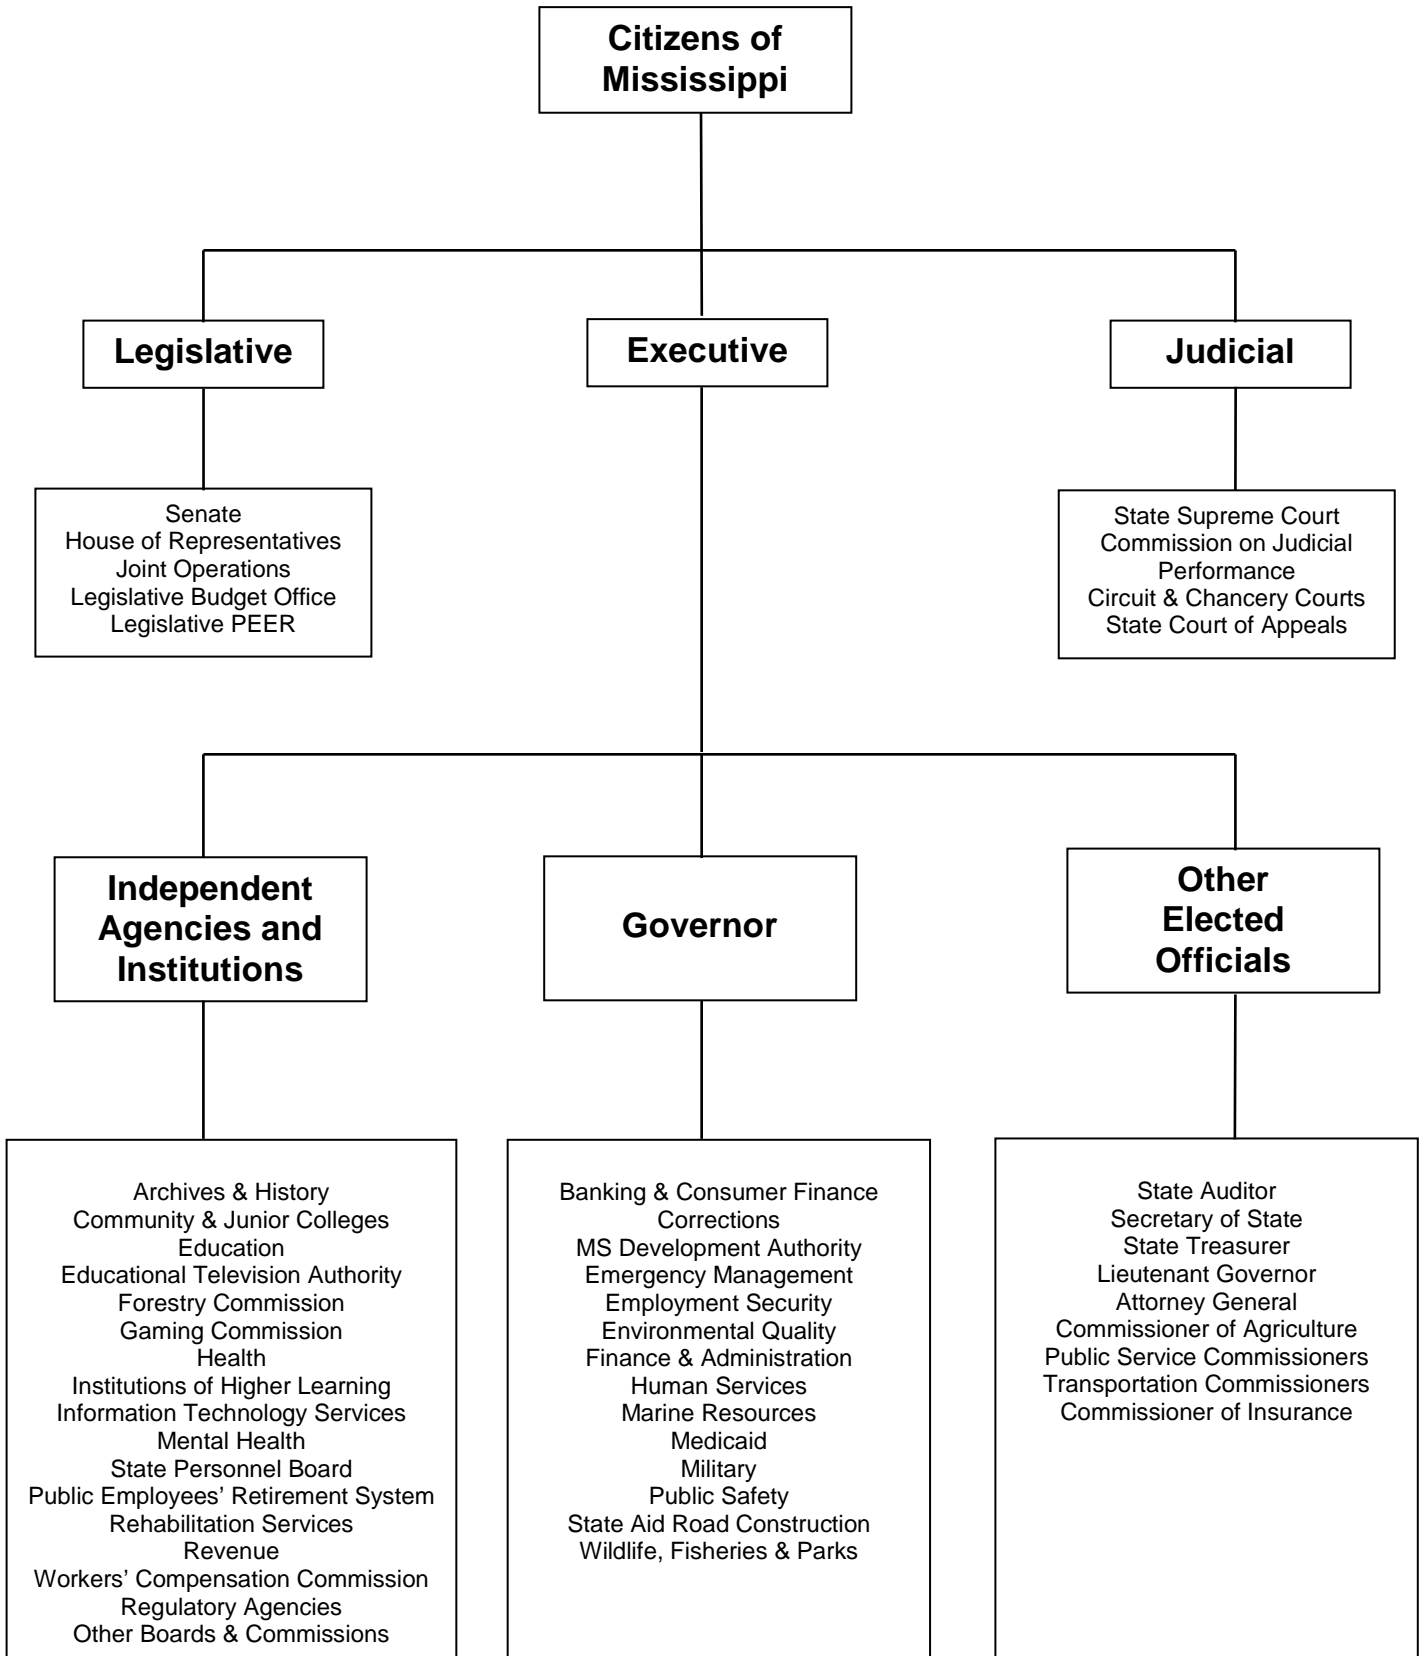 Citizens of
Mississippi
Legislative
Executive
Judicial
Senate
House of Representatives
Joint Operations
Legislative Budget Office
Legislative PEER
State Supreme Court
Commission on Judicial
Performance
Circuit & Chancery Courts
State Court of Appeals
Independent
Agencies and
Institutions
Governor
Other
Elected
Officials
Archives & History
Community & Junior Colleges
Education
Educational Television Authority
Forestry Commission
Gaming Commission
Health
Institutions of Higher Learning
Information Technology Services
Mental Health
State Personnel Board
Public Employees’ Retirement System
Rehabilitation Services
Revenue
Workers’ Compensation Commission
Regulatory Agencies
Other Boards & Commissions
Banking & Consumer Finance
Corrections
MS Development Authority
Emergency Management
Employment Security
Environmental Quality
Finance & Administration
Human Services
Marine Resources
Medicaid
Military
Public Safety
State Aid Road Construction
Wildlife, Fisheries & Parks
State Auditor
Secretary of State
State Treasurer
Lieutenant Governor
Attorney General
Commissioner of Agriculture
Public Service Commissioners
Transportation Commissioners
Commissioner of Insurance